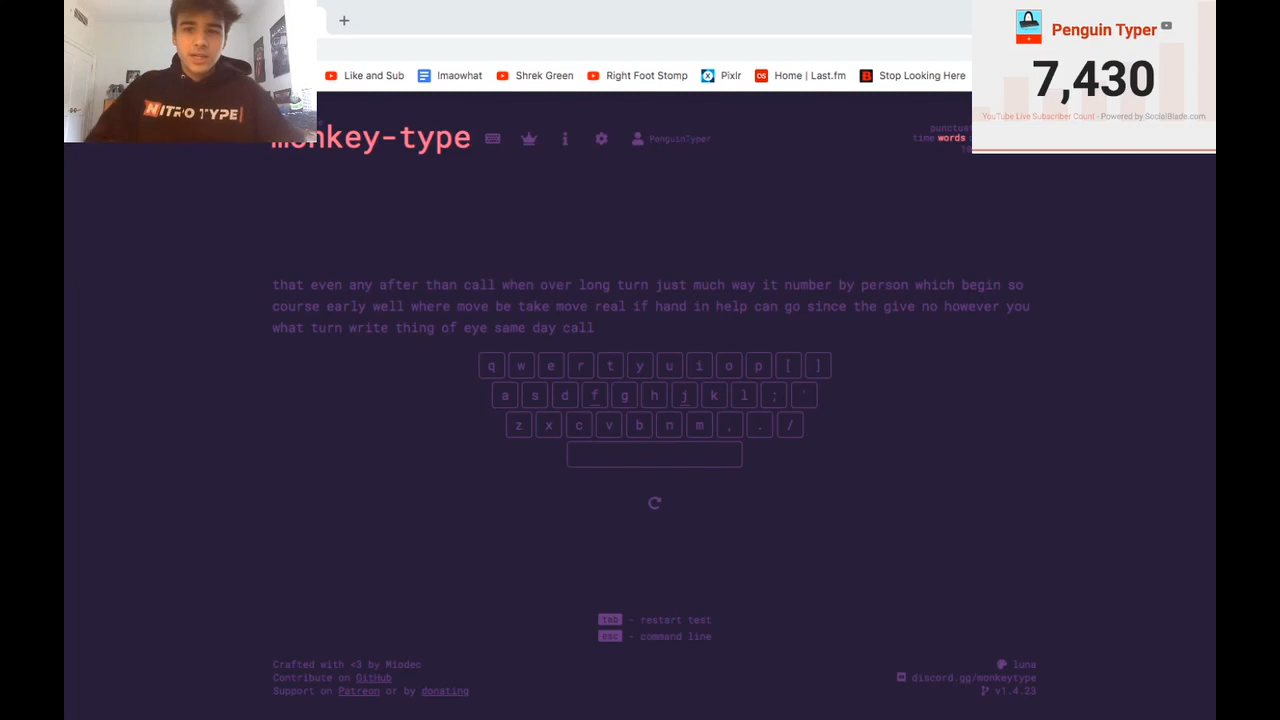 Like and Sub
lmaowhat
Shrek Green
Right Foot Stomp
Pixlr
Home | Last.fm
Stop Looking Here
Penguin Typer
7,430
YouTube Live Subscriber Count - Powered by SocialBlade.com
NITRO TYPE
monkey-type
PenguinTyper
time words
that even any after than call when over long turn just much way it number by person which begin so
course early well where move be take move real if hand in help can go since the give no however you
what turn write thing of eye same day call
q w e r t y u i o p [ ]
a s d f g h j k l ; '
z x c v b n m , . /
tab - restart test
esc - command line
Crafted with <3 by Miodec
Contribute on GitHub
Support on Patreon or by donating
luna
discord.gg/monkeytype
v1.4.23